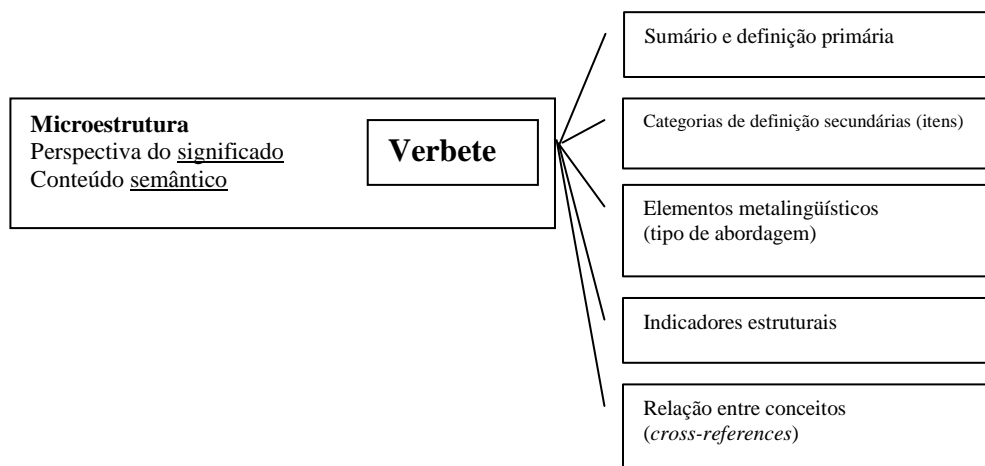 Microestrutura
Perspectiva do significado
Conteúdo semântico
Verbete
Sumário e definição primária
Categorias de definição secundárias (itens)
Elementos metalingüísticos
(tipo de abordagem)
Indicadores estruturais
Relação entre conceitos
(cross-references)